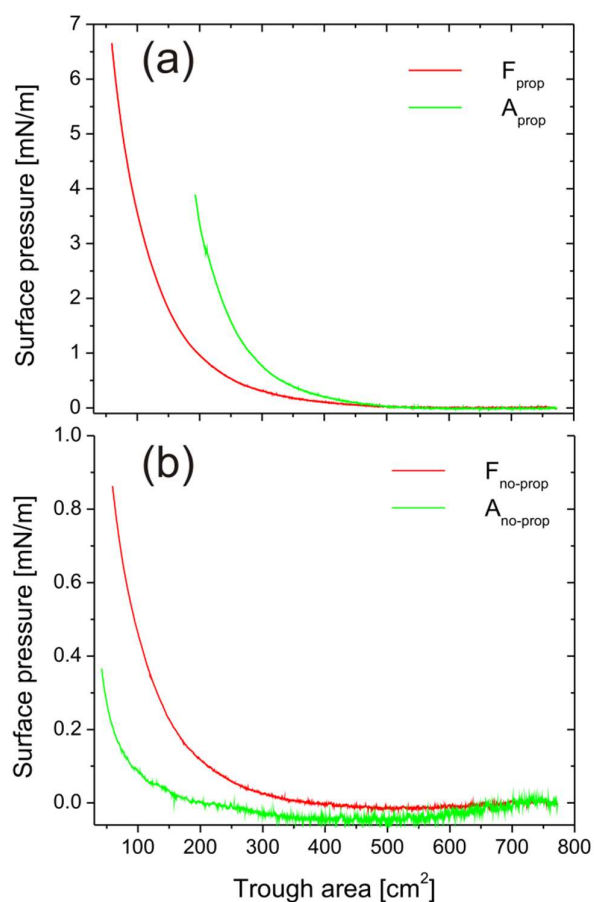 (a)
F_prop
A_prop
Surface pressure [mN/m]
7
6
5
4
3
2
1
0
(b)
F_no-prop
A_no-prop
Surface pressure [mN/m]
1.0
0.8
0.6
0.4
0.2
0.0
100 200 300 400 500 600 700 800
Trough area [cm²]